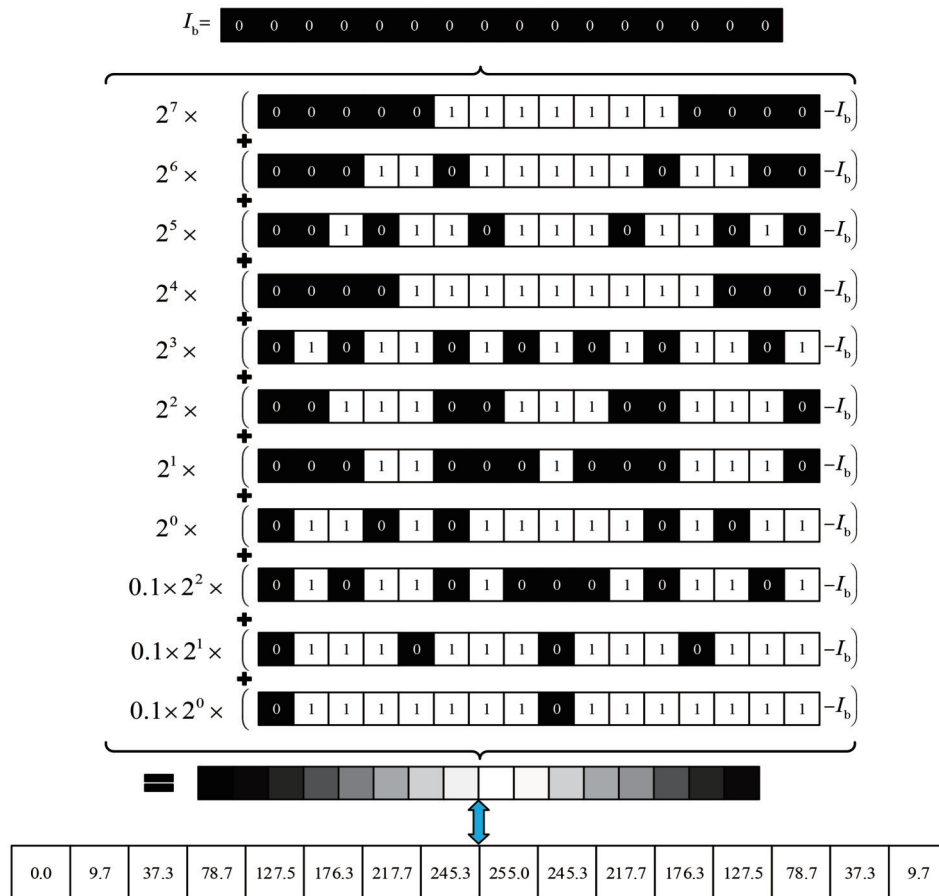 I_b= 0 0 0 0 0 0 0 0 0 0 0 0 0 0 0 0
2^7 × ( 0 0 0 0 0 1 1 1 1 1 1 1 0 0 0 0 −I_b )
+
2^6 × ( 0 0 0 1 1 0 1 1 1 1 1 0 1 1 0 0 −I_b )
+
2^5 × ( 0 0 1 0 1 1 0 1 1 1 0 1 1 0 1 0 −I_b )
+
2^4 × ( 0 0 0 0 1 1 1 1 1 1 1 1 1 0 0 0 −I_b )
+
2^3 × ( 0 1 0 1 1 0 1 0 1 0 1 0 1 1 0 1 −I_b )
+
2^2 × ( 0 0 1 1 1 0 0 1 1 1 0 0 1 1 1 0 −I_b )
+
2^1 × ( 0 0 0 1 1 0 0 0 1 0 0 0 1 1 1 0 −I_b )
+
2^0 × ( 0 1 1 0 1 0 1 1 1 1 1 0 1 0 1 1 −I_b )
+
0.1×2^2 × ( 0 1 0 1 1 0 1 0 0 0 1 0 1 1 0 1 −I_b )
+
0.1×2^1 × ( 0 1 1 1 0 1 1 1 0 1 1 1 0 1 1 1 −I_b )
+
0.1×2^0 × ( 0 1 1 1 1 1 1 1 0 1 1 1 1 1 1 1 −I_b )
=
0.0 9.7 37.3 78.7 127.5 176.3 217.7 245.3 255.0 245.3 217.7 176.3 127.5 78.7 37.3 9.7